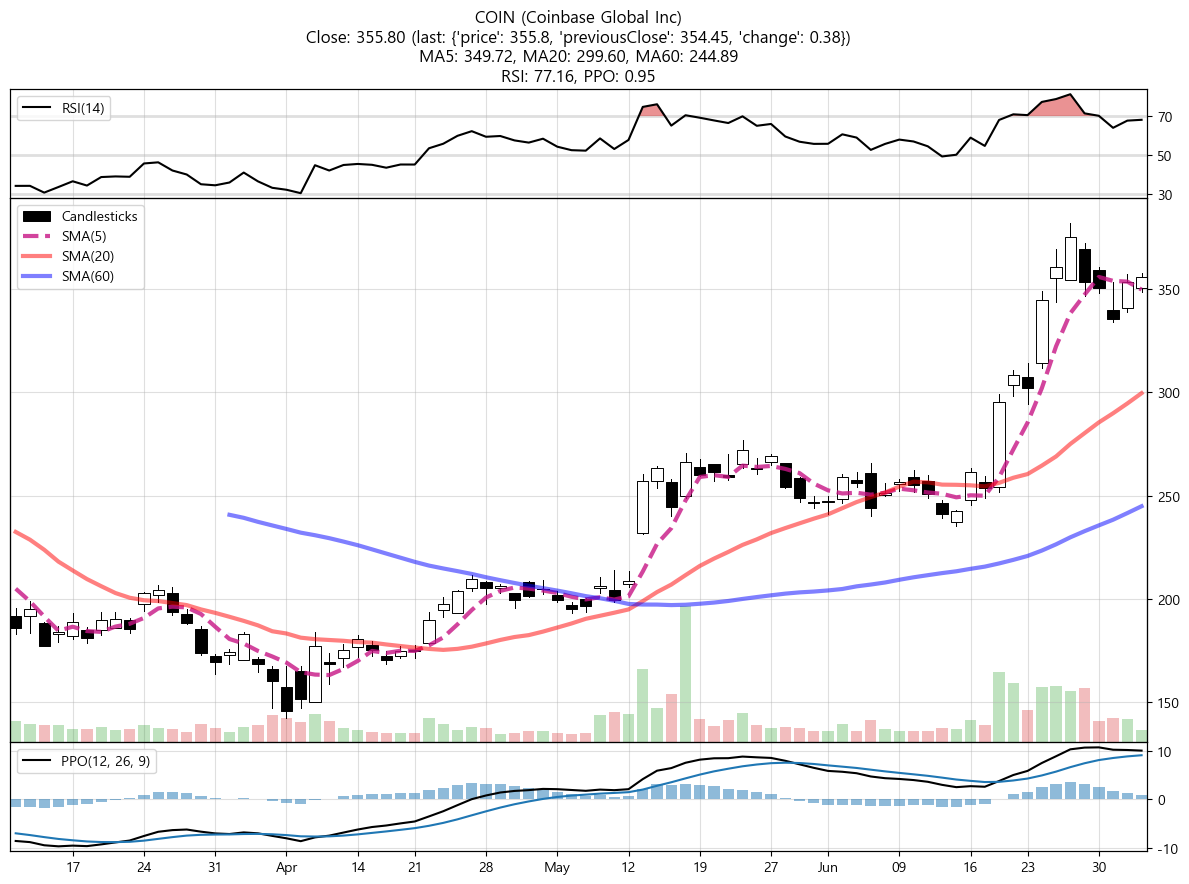 COIN (Coinbase Global Inc)
Close: 355.80 (last: {'price': 355.8, 'previousClose': 354.45, 'change': 0.38})
MA5: 349.72, MA20: 299.60, MA60: 244.89
RSI: 77.16, PPO: 0.95
RSI(14)
70
50
30
Candlesticks
SMA(5)
SMA(20)
SMA(60)
350
300
250
200
150
PPO(12, 26, 9)
10
0
-10
17 24 31 Apr 14 21 28 May 12 19 27 Jun 09 16 23 30